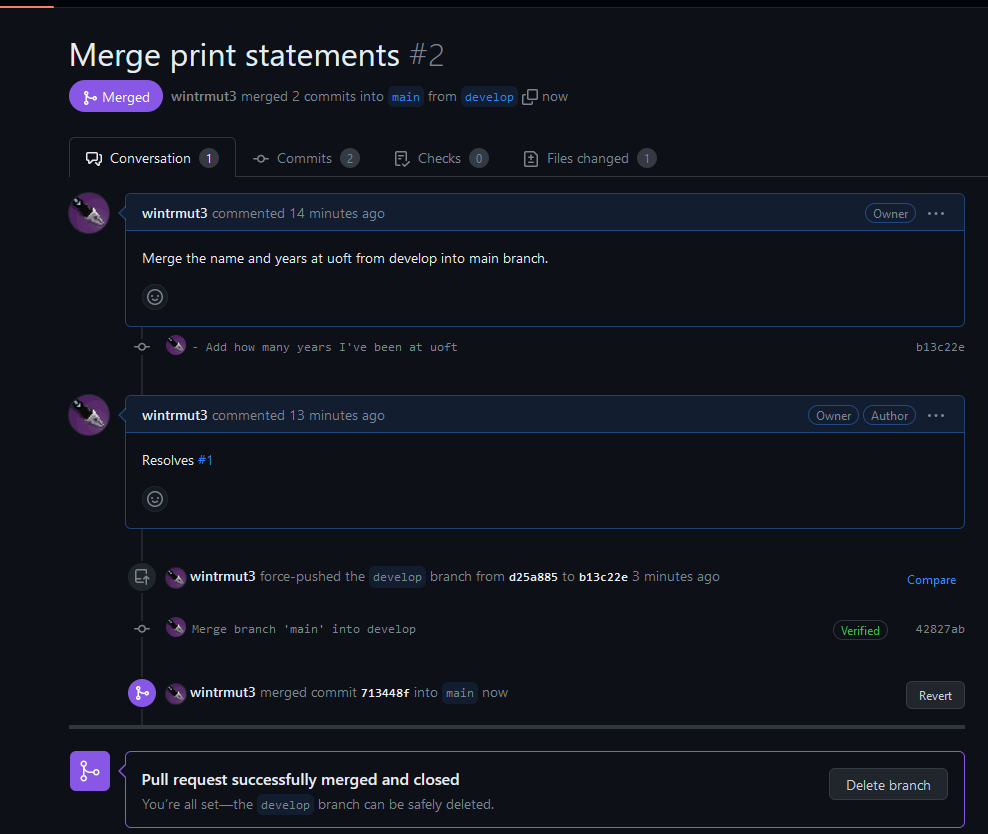 Merge print statements #2
Merged wintrmut3 merged 2 commits into main from develop now
Conversation 1 Commits 2 Checks 0 Files changed 1
wintrmut3 commented 14 minutes ago Owner ...
Merge the name and years at uoft from develop into main branch.
- Add how many years I've been at uoft b13c22e
wintrmut3 commented 13 minutes ago Owner Author ...
Resolves #1
wintrmut3 force-pushed the develop branch from d25a885 to b13c22e 3 minutes ago Compare
Merge branch 'main' into develop Verified 42827ab
wintrmut3 merged commit 713448f into main now Revert
Pull request successfully merged and closed
You're all set—the develop branch can be safely deleted. Delete branch